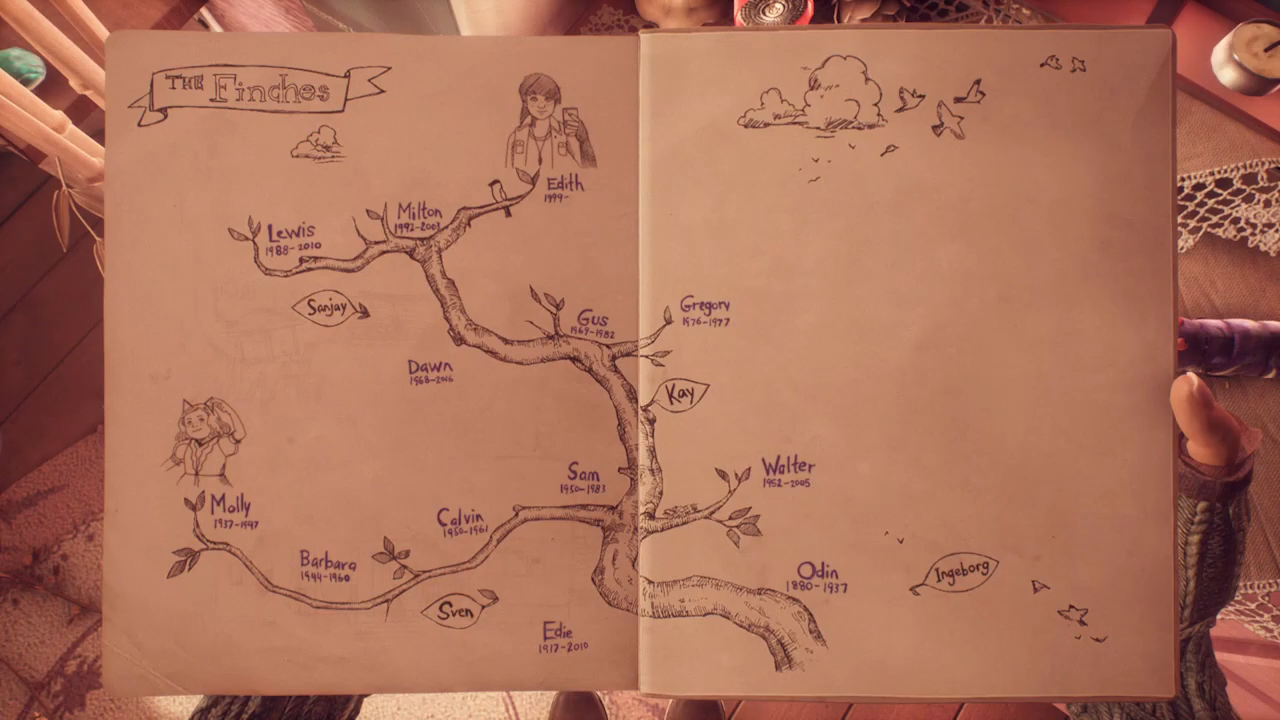 THE Finches
Edith
1999-
Milton
1992-2003
Lewis
1988-2010
Sanjay
Gus
1969-1982
Gregory
1976-1977
Dawn
1968-2016
Kay
Sam
1950-1983
Walter
1952-2005
Molly
1937-1947
Calvin
1950-1961
Barbara
1944-1960
Sven
Odin
1880-1937
Ingeborg
Edie
1917-2010